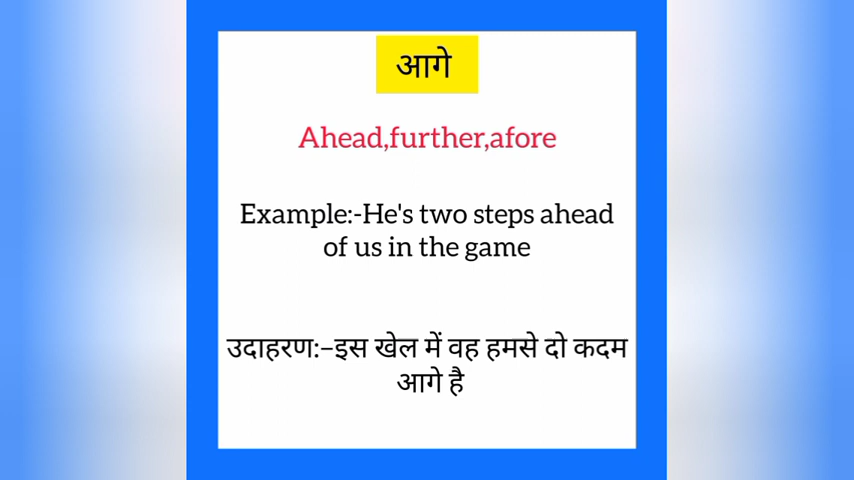 आगे
Ahead,further,afore
Example:-He's two steps ahead
of us in the game
उदाहरण:–इस खेल में वह हमसे दो कदम
आगे है